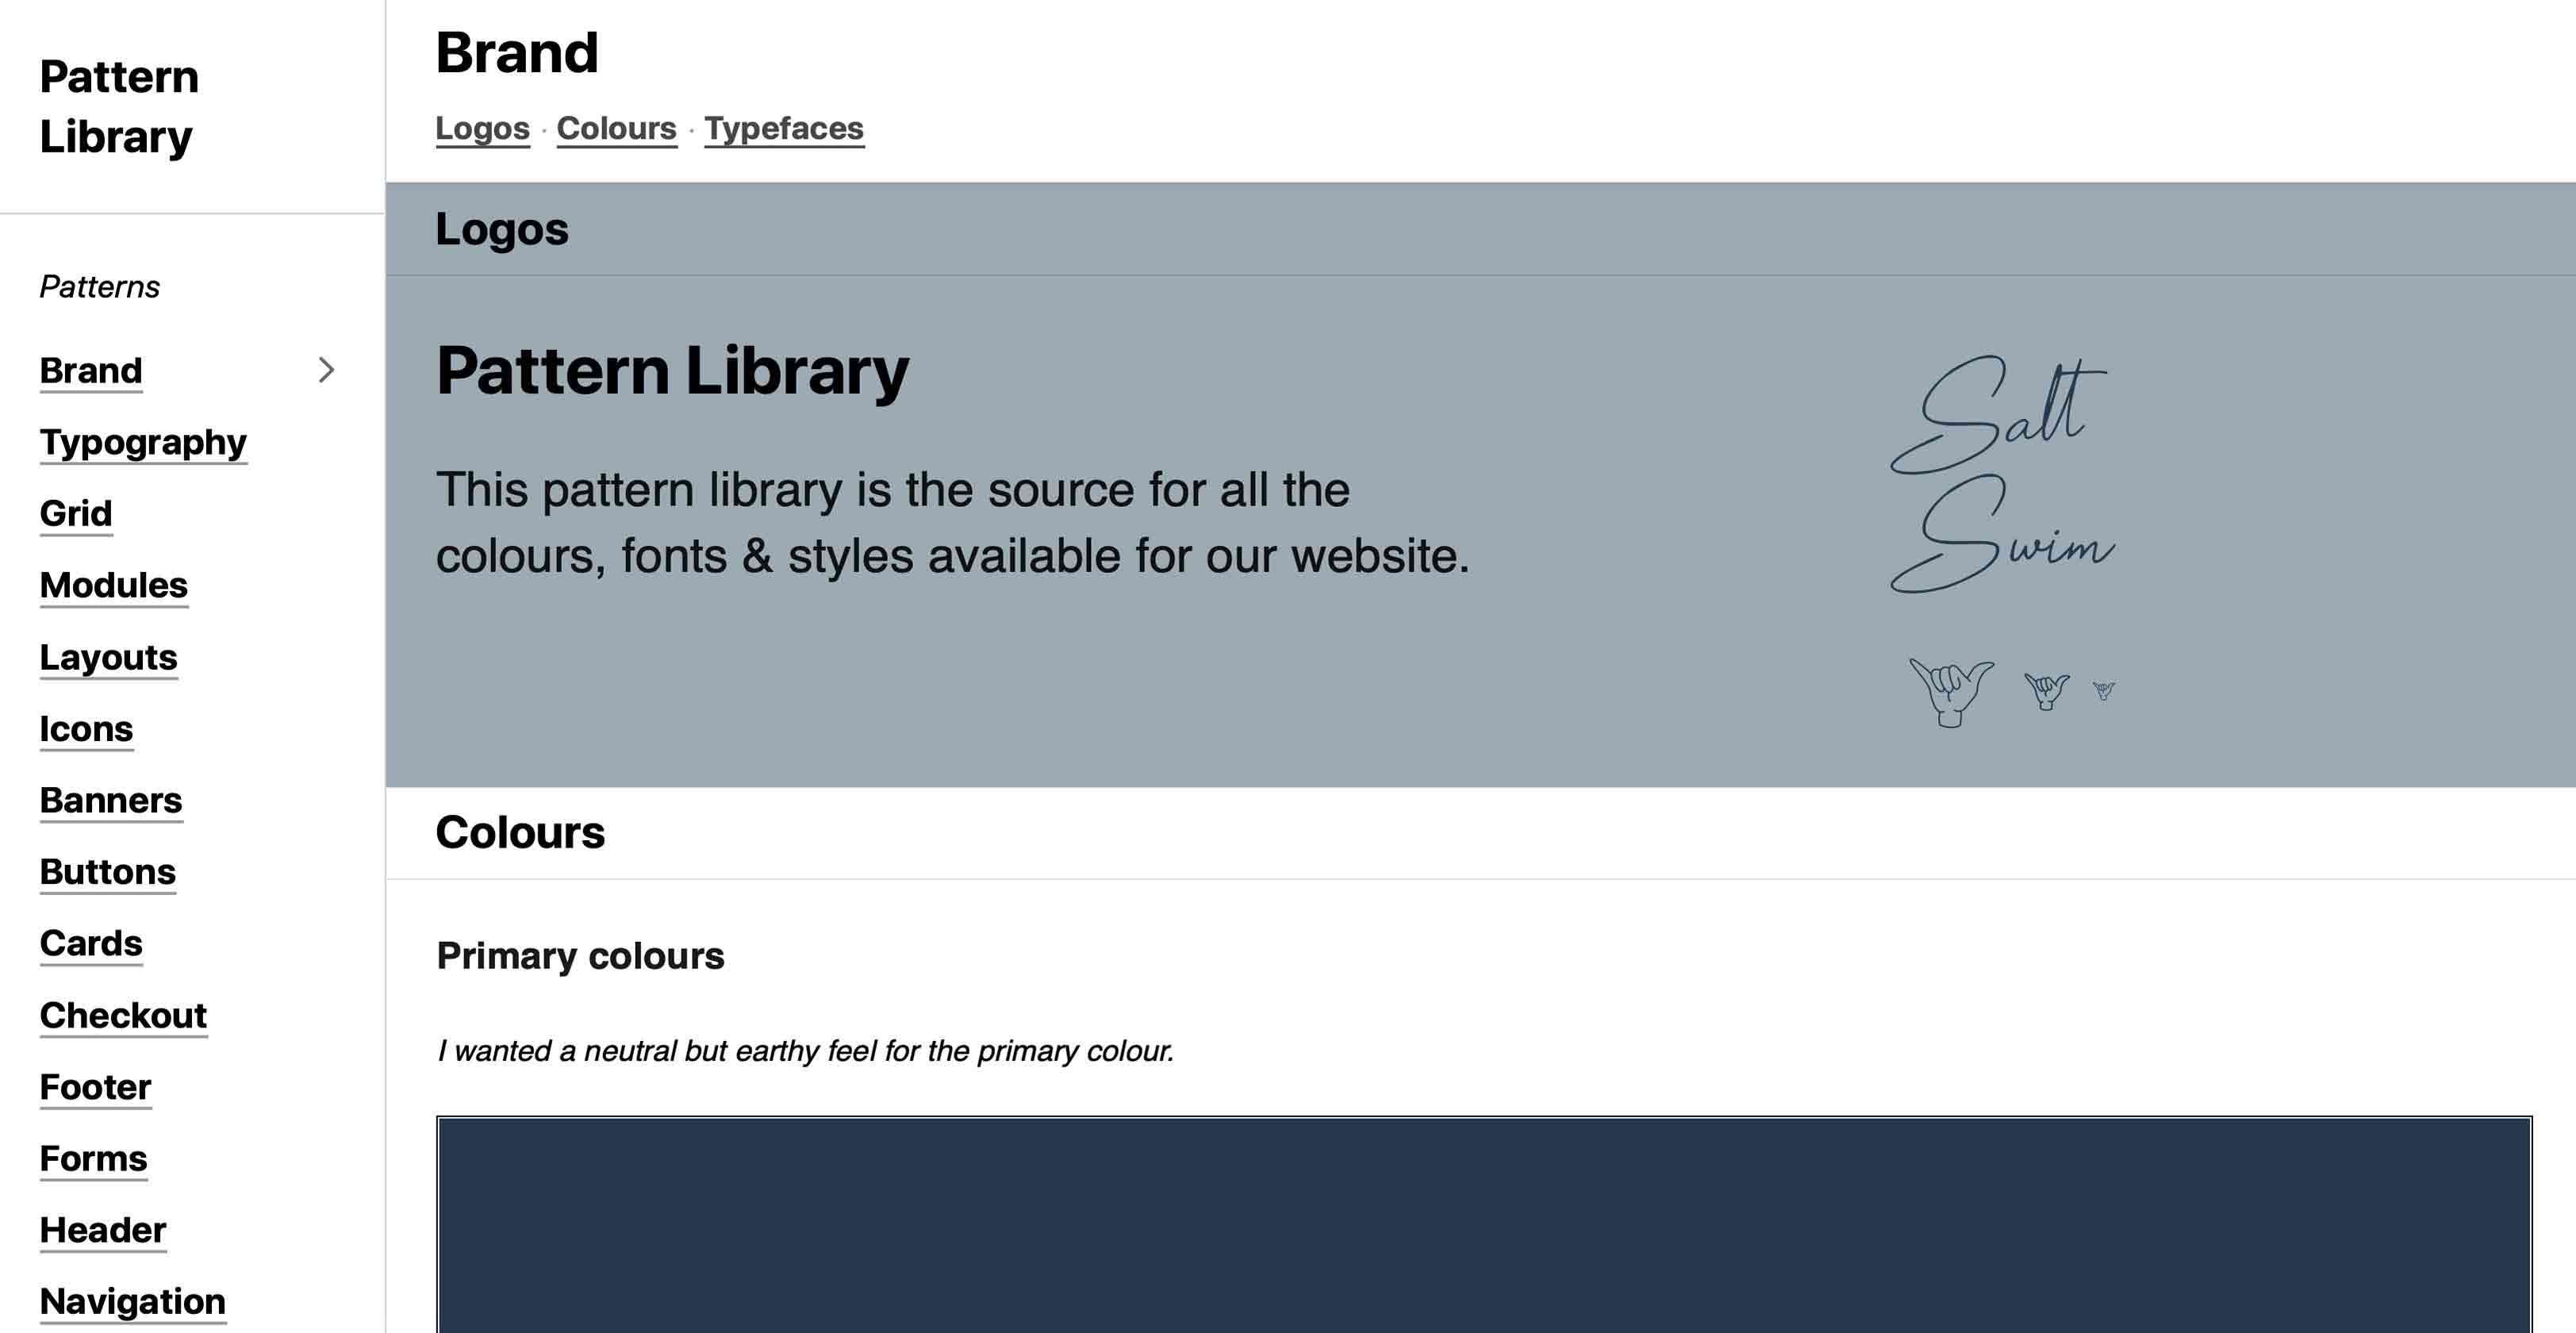 Pattern
Library
Patterns
Brand
Typography
Grid
Modules
Layouts
Icons
Banners
Buttons
Cards
Checkout
Footer
Forms
Header
Navigation
Brand
Logos · Colours · Typefaces
Logos
Pattern Library
This pattern library is the source for all the
colours, fonts & styles available for our website.
Salt
Swim
Colours
Primary colours
I wanted a neutral but earthy feel for the primary colour.